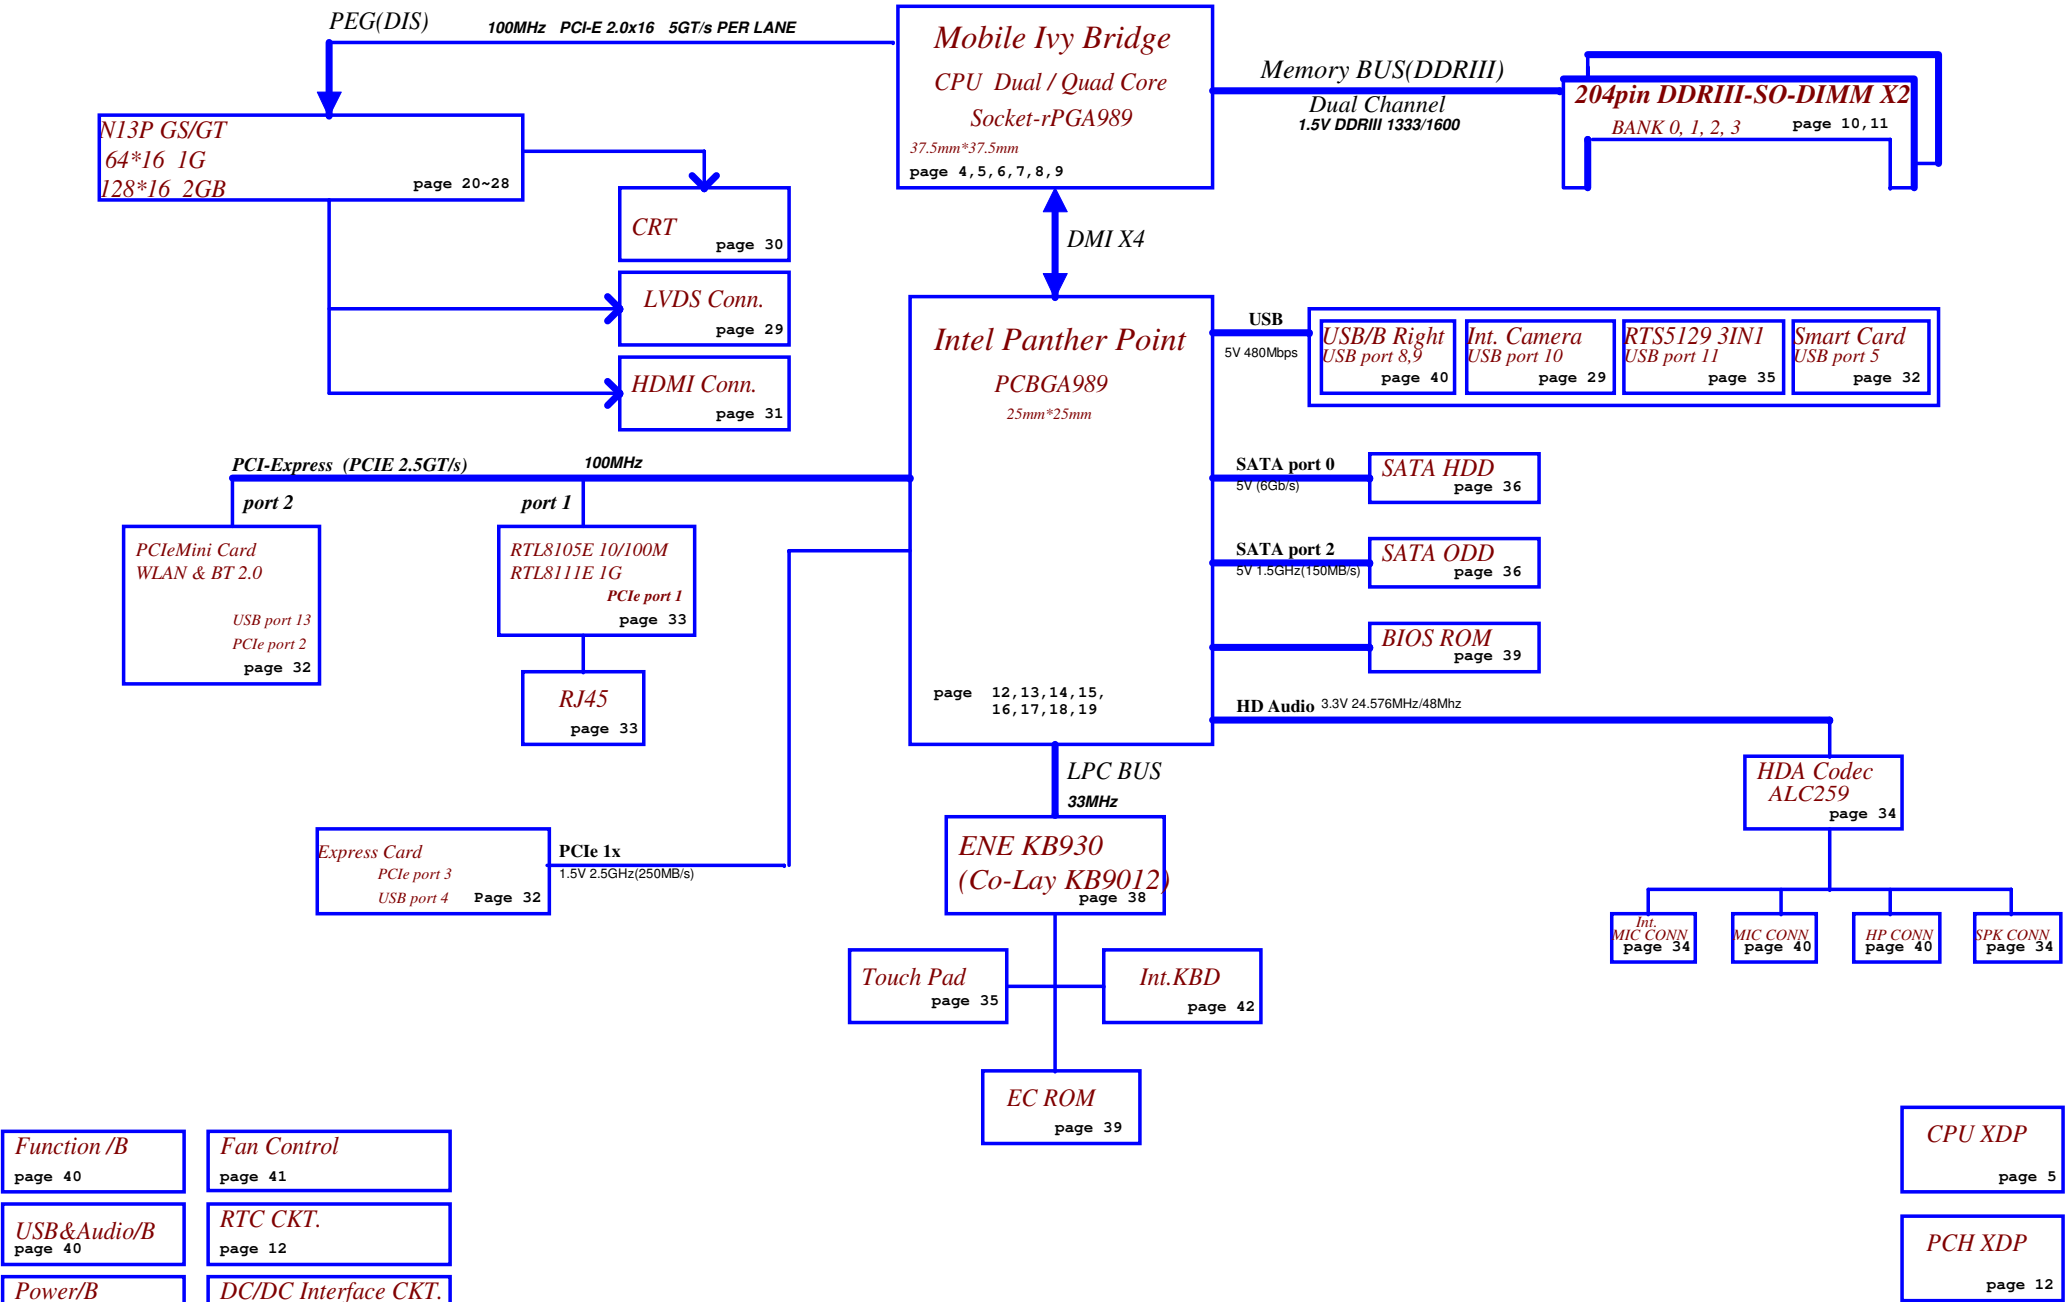 PEG(DIS)
100MHz PCI-E 2.0x16 5GT/s PER LANE
Mobile Ivy Bridge
CPU Dual / Quad Core
Socket-rPGA989
37.5mm*37.5mm
page 4,5,6,7,8,9
Memory BUS(DDRIII)
Dual Channel
1.5V DDRIII 1333/1600
204pin DDRIII-SO-DIMM X2
BANK 0, 1, 2, 3 page 10,11
N13P GS/GT
64*16 1G
128*16 2GB
page 20~28
CRT
page 30
DMI X4
LVDS Conn.
page 29
HDMI Conn.
page 31
Intel Panther Point
PCBGA989
25mm*25mm
page 12,13,14,15,
16,17,18,19
USB
5V 480Mbps
USB/B Right
USB port 8,9
page 40
Int. Camera
USB port 10
page 29
RTS5129 3IN1
USB port 11
page 35
Smart Card
USB port 5
page 32
PCI-Express (PCIE 2.5GT/s)
100MHz
port 2
port 1
PCIeMini Card
WLAN & BT 2.0
USB port 13
PCIe port 2
page 32
RTL8105E 10/100M
RTL8111E 1G
PCIe port 1
page 33
RJ45
page 33
SATA port 0
5V (6Gb/s)
SATA HDD
page 36
SATA port 2
5V 1.5GHz(150MB/s)
SATA ODD
page 36
BIOS ROM
page 39
HD Audio 3.3V 24.576MHz/48Mhz
HDA Codec
ALC259
page 34
LPC BUS
33MHz
ENE KB930
(Co-Lay KB9012)
page 38
Express Card
PCIe port 3
USB port 4 Page 32
PCIe 1x
1.5V 2.5GHz(250MB/s)
Int.
MIC CONN
page 34
MIC CONN
page 40
HP CONN
page 40
SPK CONN
page 34
Touch Pad
page 35
Int.KBD
page 42
EC ROM
page 39
Function /B
page 40
Fan Control
page 41
USB&Audio/B
page 40
RTC CKT.
page 12
Power/B
DC/DC Interface CKT.
CPU XDP
page 5
PCH XDP
page 12